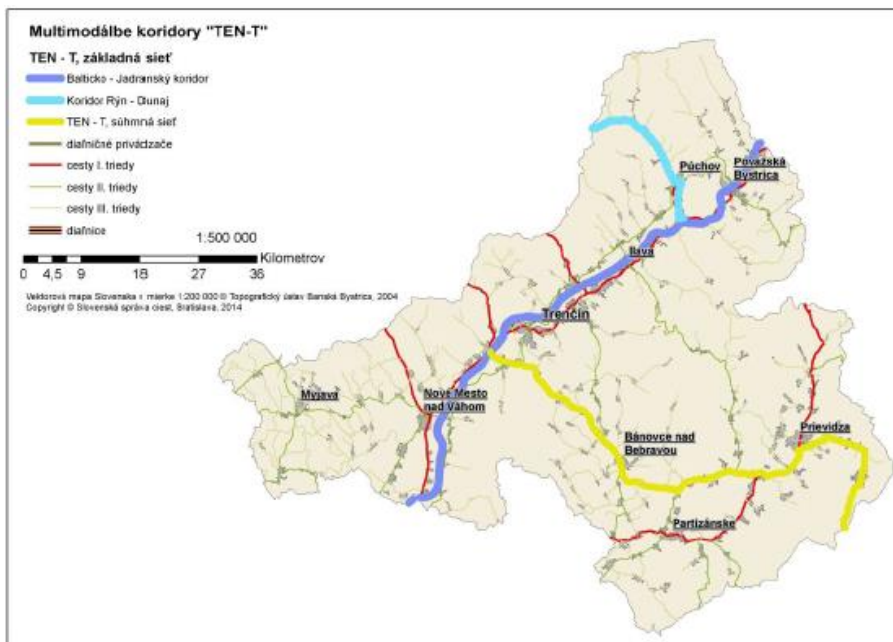 Multimodálbe koridory "TEN-T"
TEN - T, základná sieť
Balticko - Jadranský koridor
Koridor Rýn - Dunaj
TEN - T, súhrnná sieť
diaľničné privádzače
cesty I. triedy
cesty II. triedy
cesty III. triedy
diaľnice
1:500 000
Kilometrov
0 4,5 9 18 27 36
Vektorová mapa Slovenska v mierke 1:200 000 © Topografický ústav Banská Bystrica, 2004
Copyright © Slovenská správa ciest, Bratislava, 2014
Púchov
Považská
Bystrica
Ilava
Trenčín
Myjava
Nové Mesto
nad Váhom
Bánovce nad
Bebravou
Prievidza
Partizánske